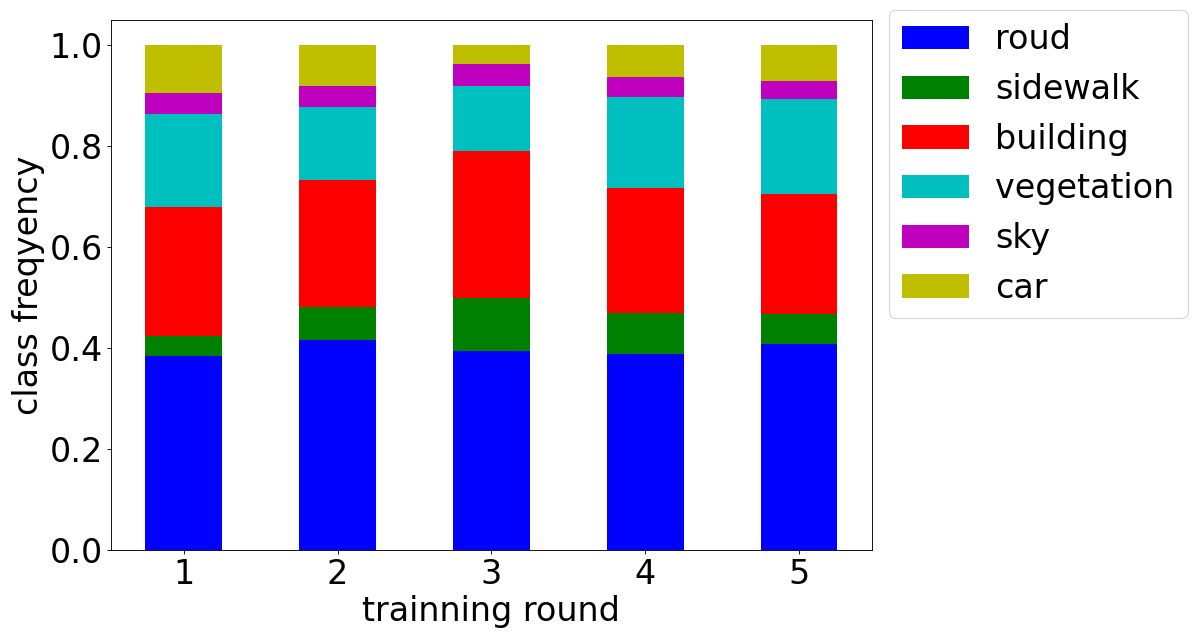 1.0
0.8
0.6
0.4
0.2
0.0
class freqyency
1 2 3 4 5
trainning round
roud
sidewalk
building
vegetation
sky
car